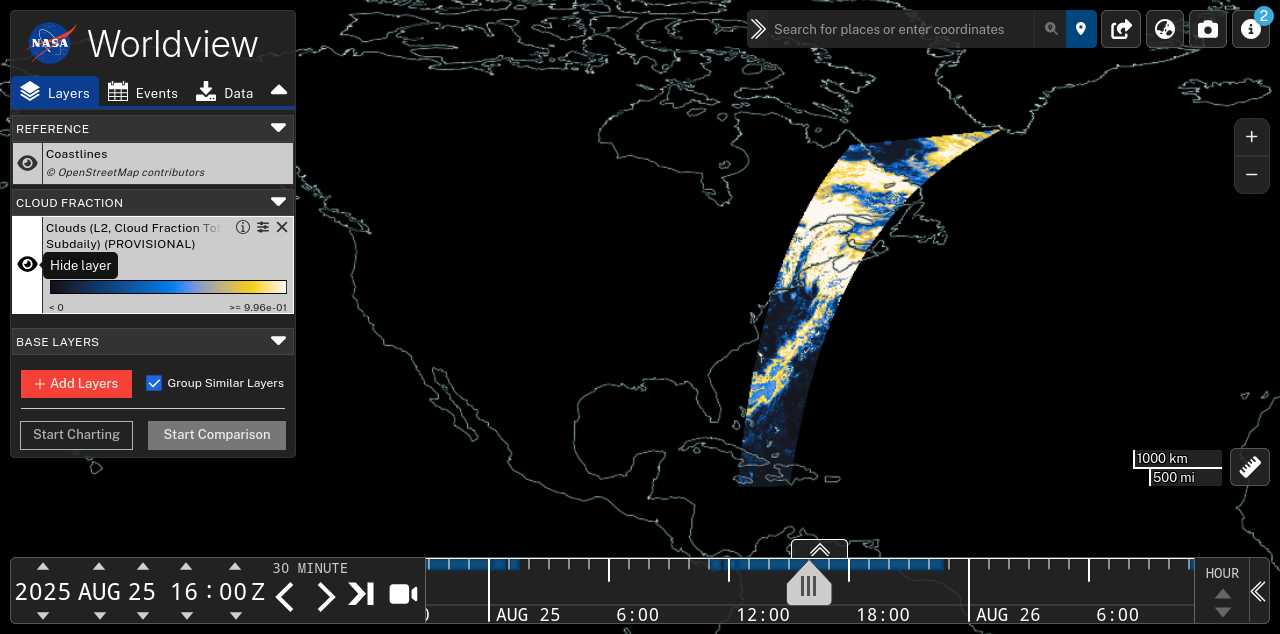 NASA
Worldview
Layers
Events
Data
REFERENCE
Coastlines
© OpenStreetMap contributors
CLOUD FRACTION
Clouds (L2, Cloud Fraction Tot
Subdaily) (PROVISIONAL)
Hide layer
< 0
>= 9.96e-01
BASE LAYERS
+ Add Layers
Group Similar Layers
Start Charting
Start Comparison
Search for places or enter coordinates
2
1000 km
500 mi
2025 AUG 25 16 : 00 Z
30 MINUTE
AUG 25
6:00
12:00
18:00
AUG 26
6:00
HOUR